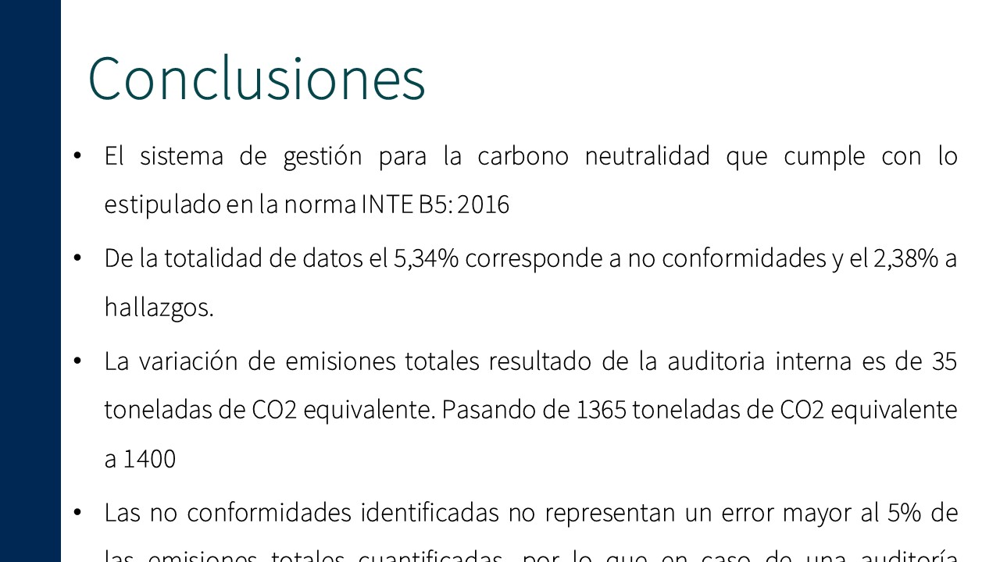 Conclusiones
• El sistema de gestión para la carbono neutralidad que cumple con lo
estipulado en la norma INTE B5: 2016
• De la totalidad de datos el 5,34% corresponde a no conformidades y el 2,38% a
hallazgos.
• La variación de emisiones totales resultado de la auditoria interna es de 35
toneladas de CO2 equivalente. Pasando de 1365 toneladas de CO2 equivalente
a 1400
• Las no conformidades identificadas no representan un error mayor al 5% de
las emisiones totales cuantificadas, por lo que en caso de una auditoría